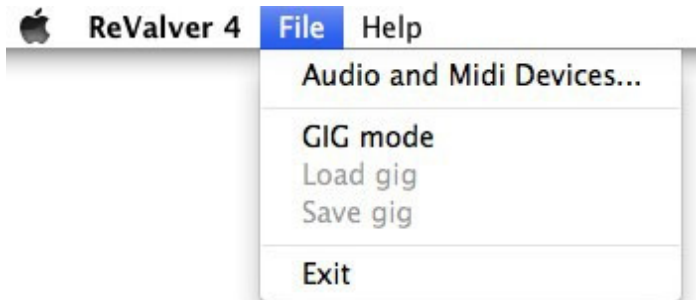 ReValver 4 File Help
Audio and Midi Devices...
GIG mode
Load gig
Save gig
Exit